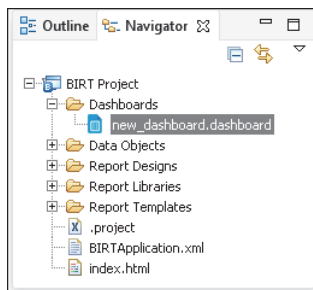 Outline Navigator
BIRT Project
Dashboards
new_dashboard.dashboard
Data Objects
Report Designs
Report Libraries
Report Templates
.project
BIRTApplication.xml
index.html